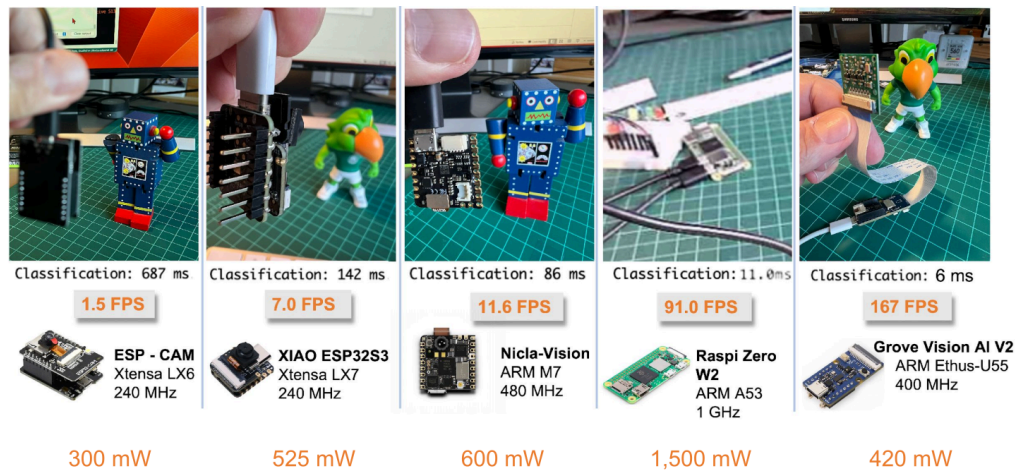 Classification: 687 ms
1.5 FPS
ESP - CAM
Xtensa LX6
240 MHz
300 mW
Classification: 142 ms.
7.0 FPS
XIAO ESP32S3
Xtensa LX7
240 MHz
525 mW
Classification: 86 ms
11.6 FPS
Nicla-Vision
ARM M7
480 MHz
600 mW
Classification: 11.0ms
91.0 FPS
Raspi Zero
W2
ARM A53
1 GHz
1,500 mW
SAMSUNG
Classification: 6 ms
167 FPS
Grove Vision AI V2
ARM Ethus-U55
400 MHz
420 mW